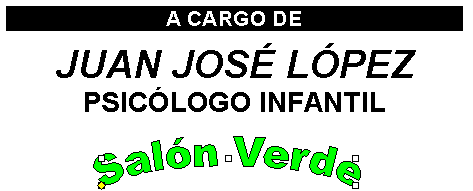 A CARGO DE
JUAN JOSÉ LÓPEZ
PSICÓLOGO INFANTIL
Salón Verde